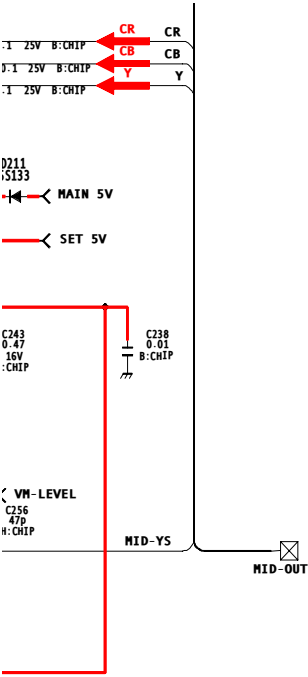 CR
CR
.1 25V B:CHIP
CB
CB
0.1 25V B:CHIP
Y
Y
.1 25V B:CHIP
D211
SS133
MAIN 5V
SET 5V
C243
0.47
16V
:CHIP
C238
0.01
B:CHIP
VM-LEVEL
C256
47p
H:CHIP
MID-YS
MID-OUT